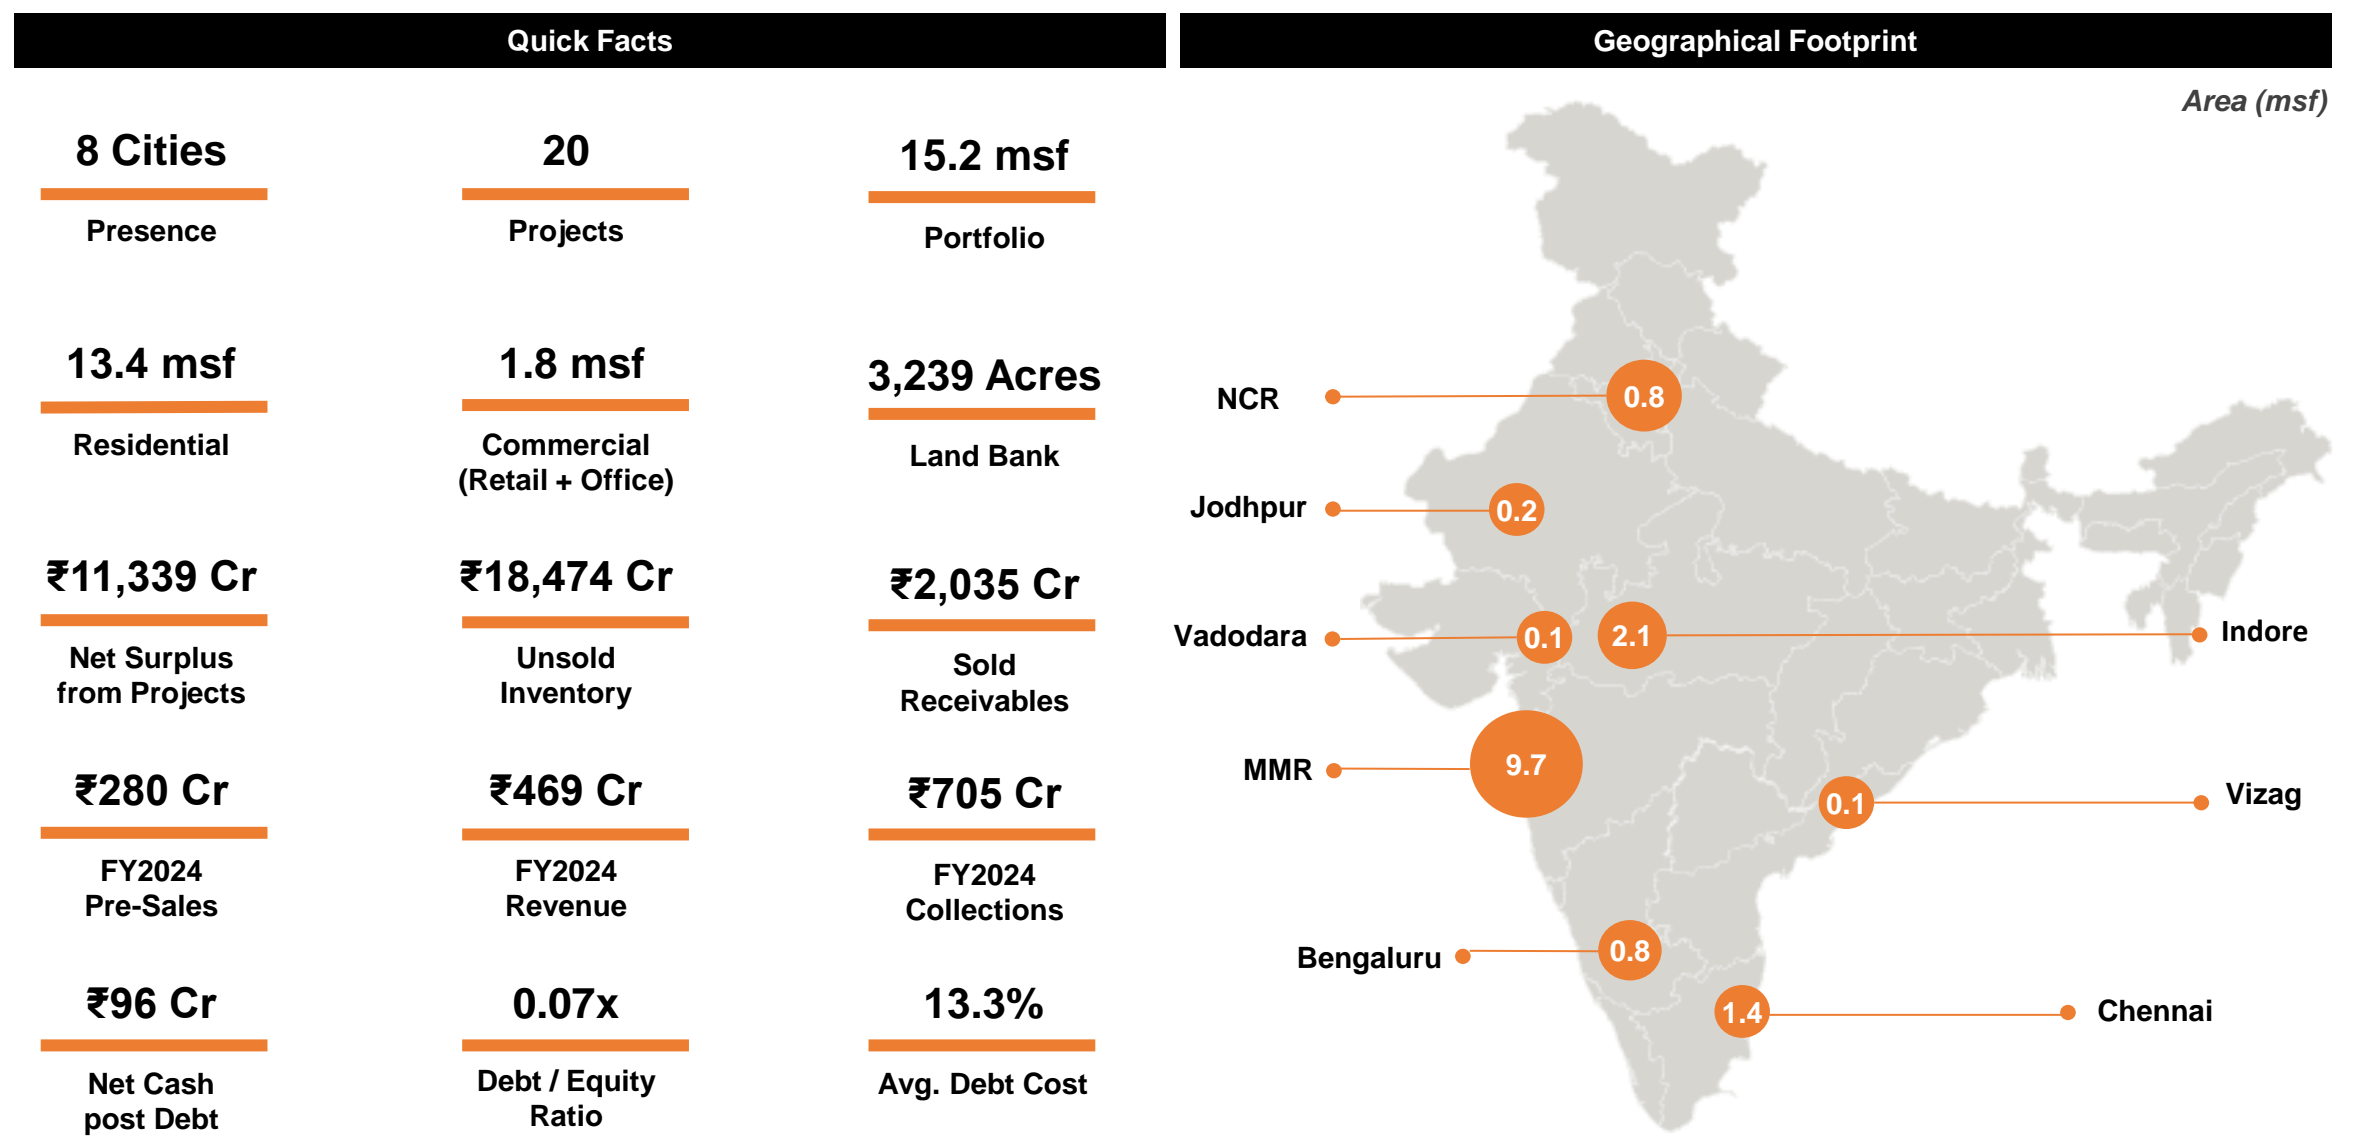 Quick Facts
8 Cities
Presence
20
Projects
15.2 msf
Portfolio
13.4 msf
Residential
1.8 msf
Commercial
(Retail + Office)
3,239 Acres
Land Bank
₹11,339 Cr
Net Surplus
from Projects
₹18,474 Cr
Unsold
Inventory
₹2,035 Cr
Sold
Receivables
₹280 Cr
FY2024
Pre-Sales
₹469 Cr
FY2024
Revenue
₹705 Cr
FY2024
Collections
₹96 Cr
Net Cash
post Debt
0.07x
Debt / Equity
Ratio
13.3%
Avg. Debt Cost
Geographical Footprint
Area (msf)
NCR
0.8
Jodhpur
0.2
Vadodara
0.1
2.1
Indore
MMR
9.7
0.1
Vizag
Bengaluru
0.8
1.4
Chennai